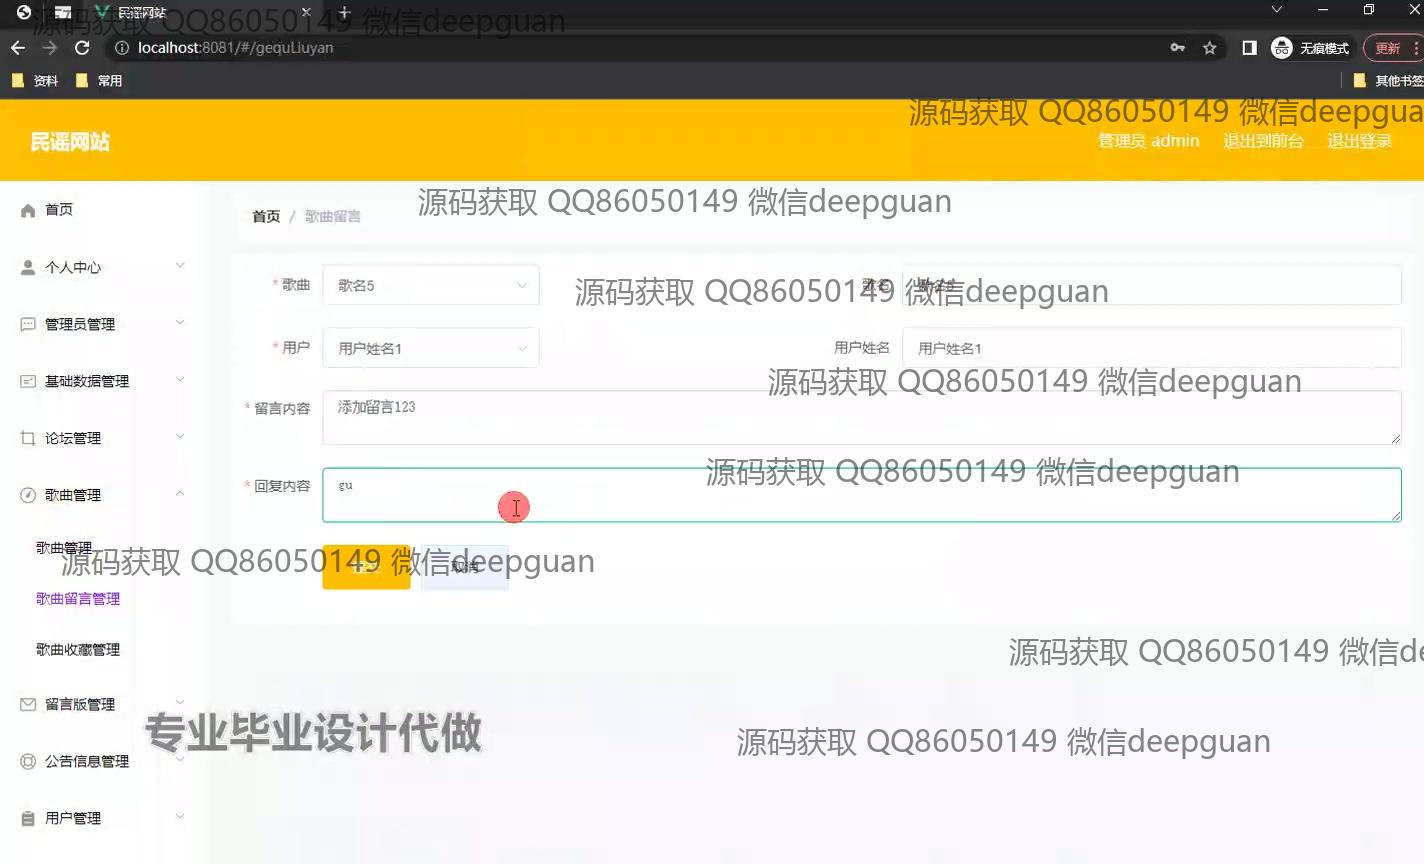 民谣网站
源码获取 QQ86050149 微信deepguan
localhost:8081/#/gequLiuyan
无痕模式
更新
资料
常用
其他书签
源码获取 QQ86050149 微信deepgua
民谣网站
管理员 admin
退出到前台
退出登录
源码获取 QQ86050149 微信deepguan
首页
首页 / 歌曲留言
个人中心
* 歌曲
歌名5
歌名
源码获取 QQ86050149 微信deepguan
管理员管理
* 用户
用户姓名1
用户姓名
用户姓名1
基础数据管理
源码获取 QQ86050149 微信deepguan
* 留言内容
添加留言123
论坛管理
源码获取 QQ86050149 微信deepguan
* 回复内容
gu
歌曲管理
歌曲管理
源码获取 QQ86050149 微信deepguan
取消
歌曲留言管理
歌曲收藏管理
源码获取 QQ86050149 微信de
留言版管理
专业毕业设计代做
源码获取 QQ86050149 微信deepguan
公告信息管理
用户管理